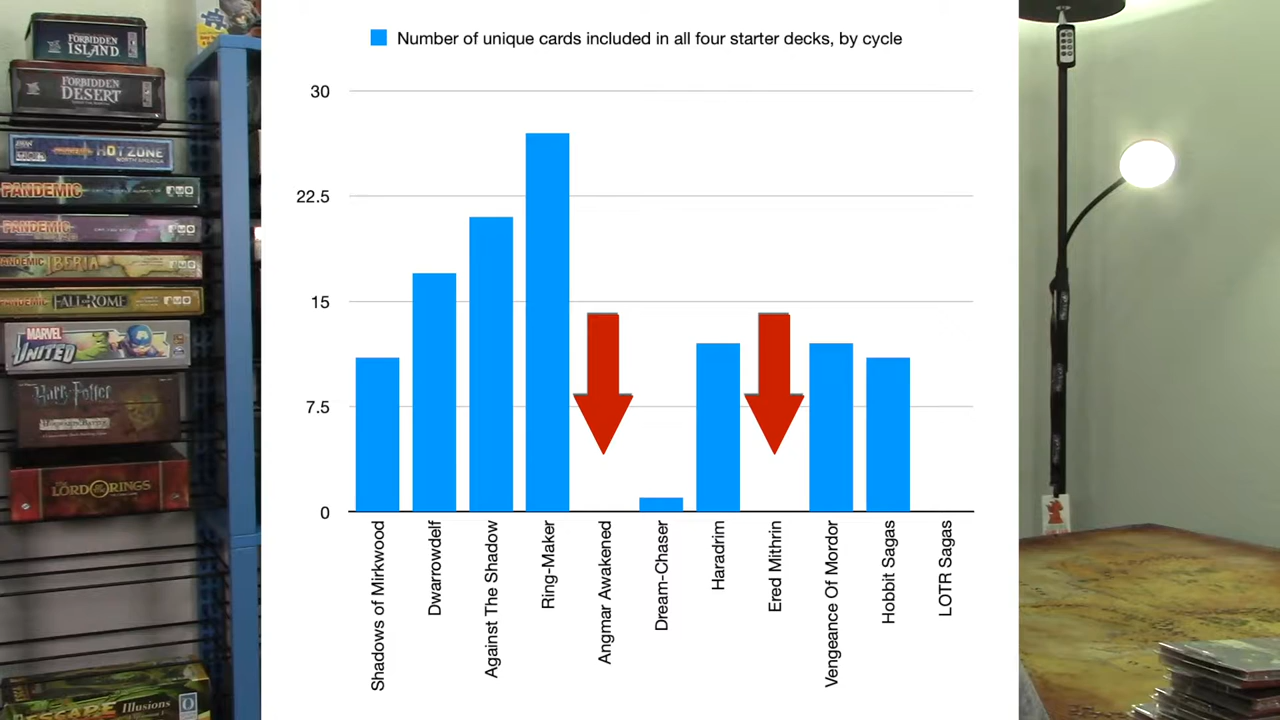 Number of unique cards included in all four starter decks, by cycle
30
22.5
15
7.5
0
Shadows of Mirkwood
Dwarrowdelf
Against The Shadow
Ring-Maker
Angmar Awakened
Dream-Chaser
Haradrim
Ered Mithrin
Vengeance Of Mordor
Hobbit Sagas
LOTR Sagas
FORBIDDEN
ISLAND
FORBIDDEN
DESERT
HOT ZONE
NORTH AMERICA
PANDEMIC
PANDEMIC
PANDEMIC IBERIA
PANDEMIC FALL OF ROME
MARVEL
UNITED
Harry Potter
THE
LORD OF THE RINGS
ESCAPE Illusions